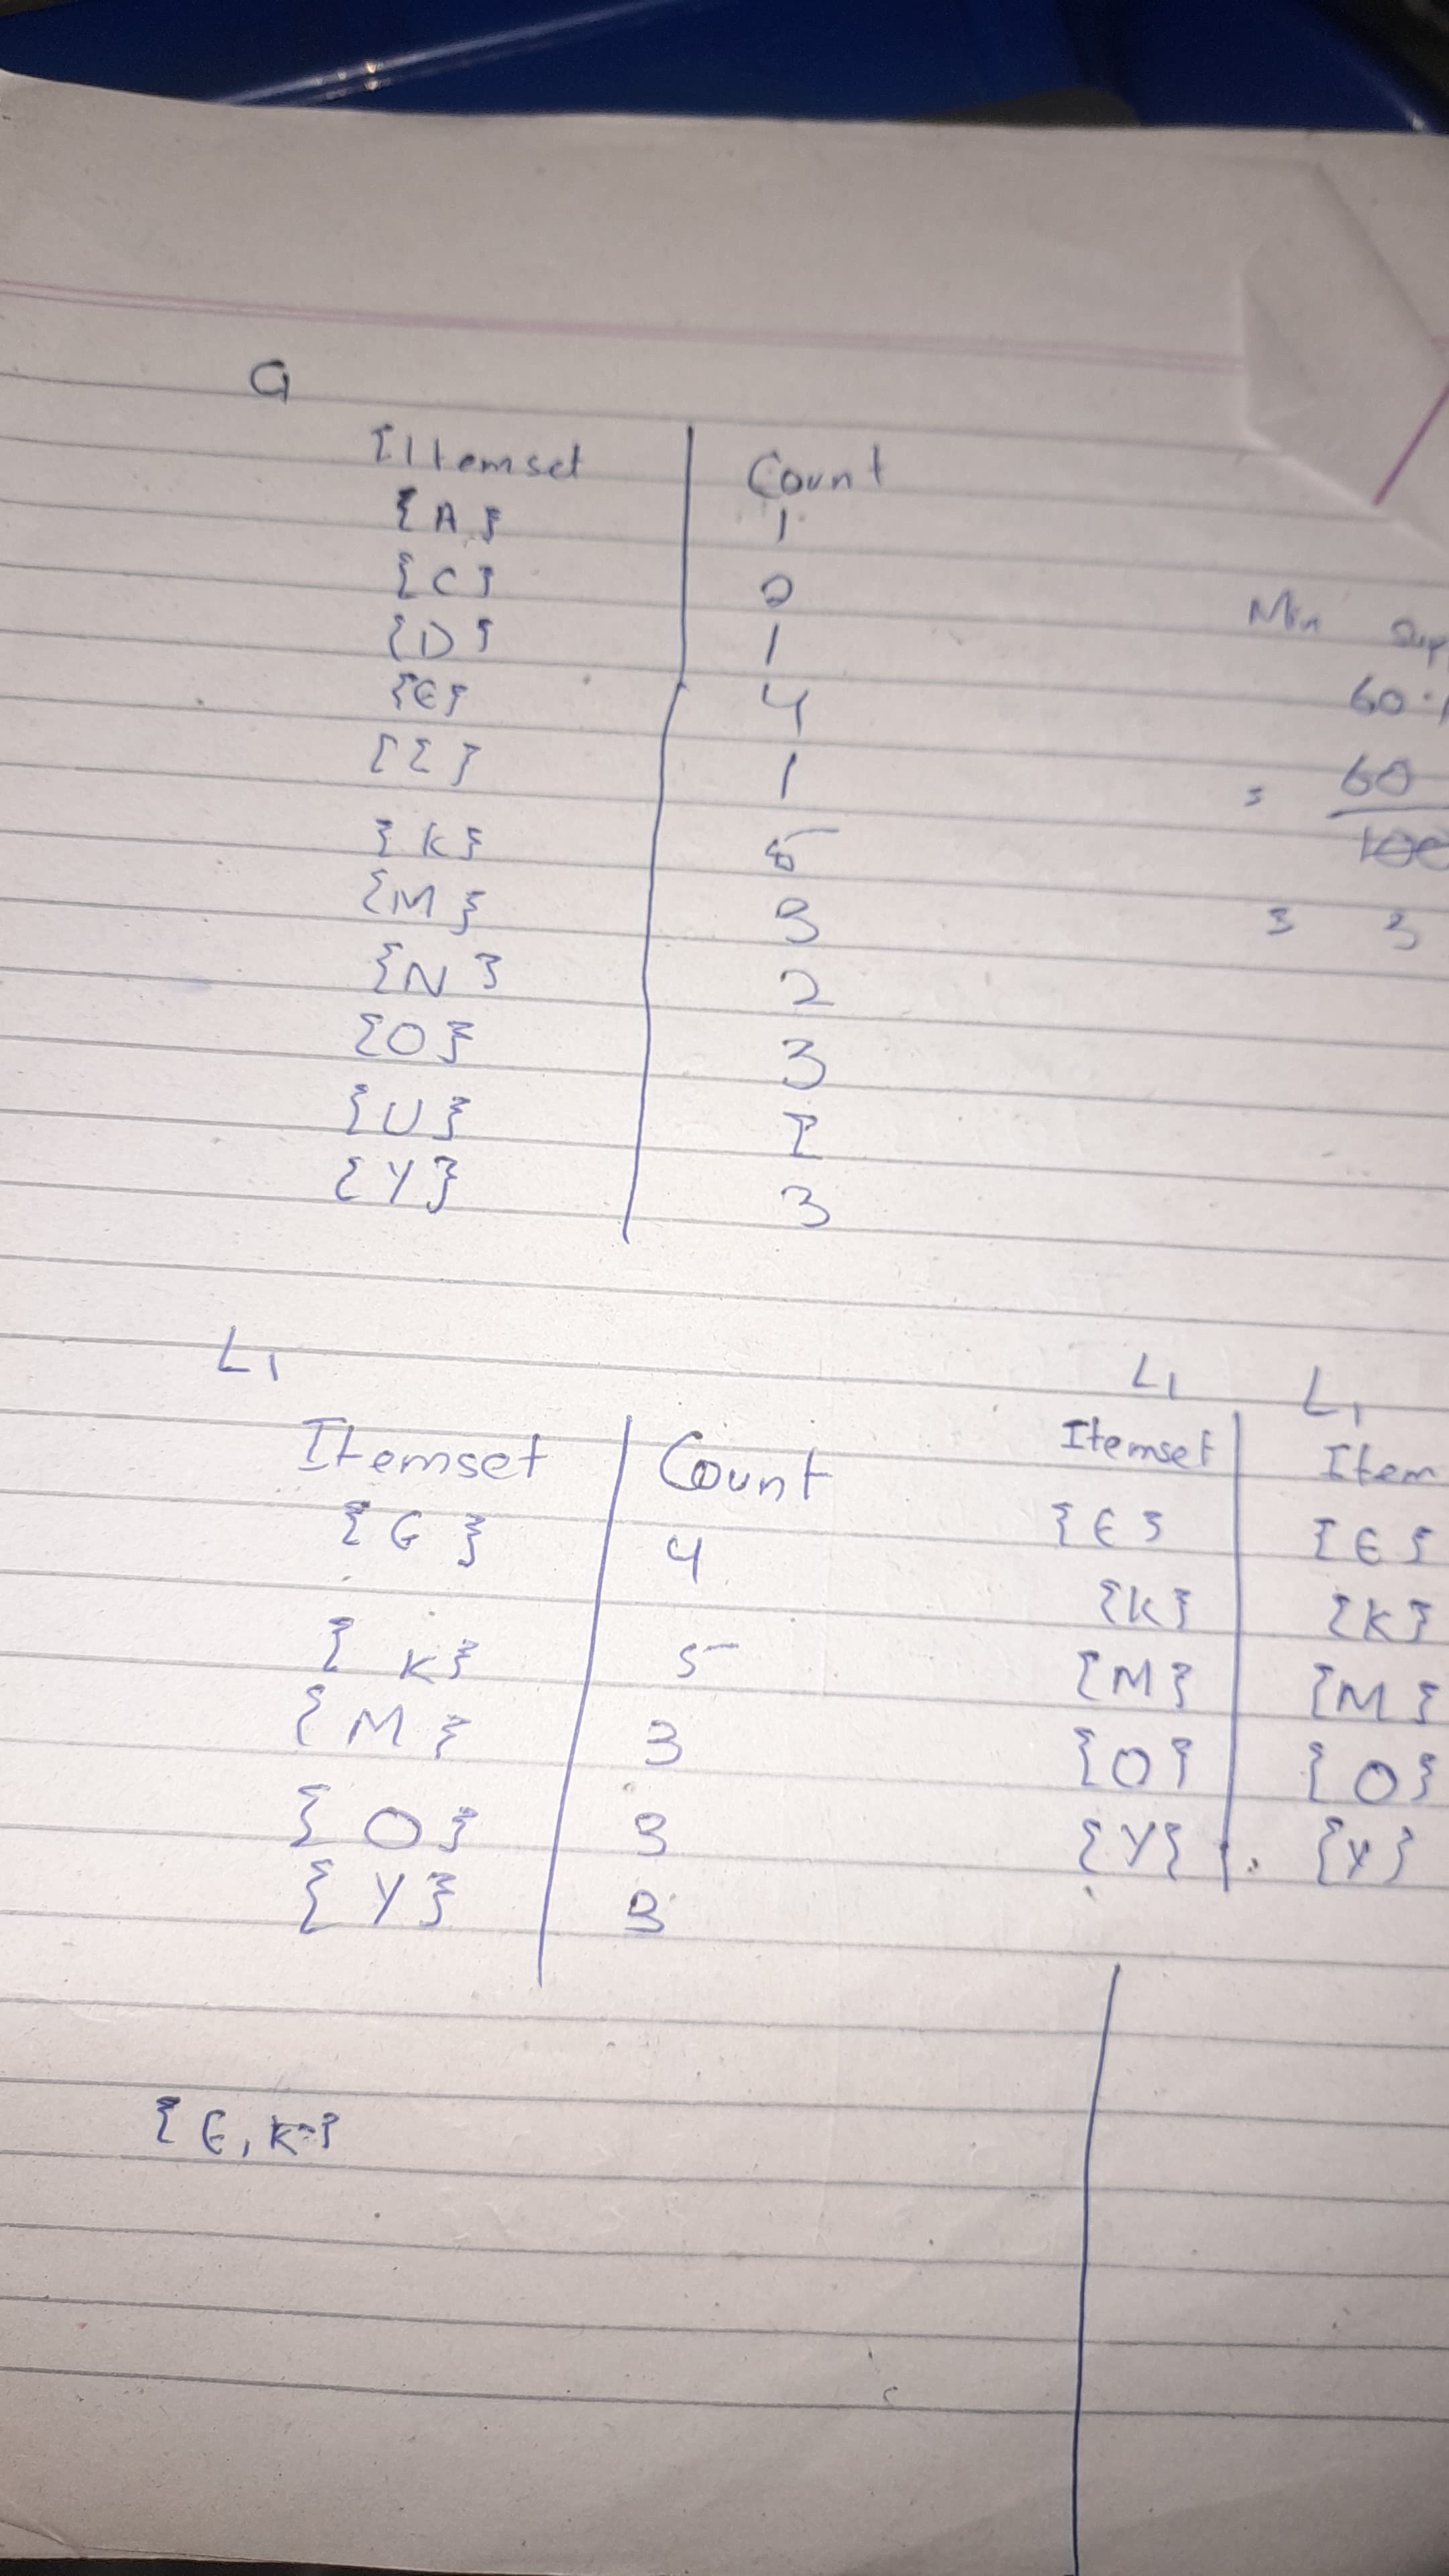 C1
Itemset Count
{A} 1
{C} 2
{D} 1
{E} 4
{I} 1
{K} 5
{M} 3
{N} 2
{O} 3
{U} 1
{Y} 3
Min Sup
60
= 60
100
= 3
L1
Itemset Count
{E} 4
{K} 5
{M} 3
{O} 3
{Y} 3
L1 L1
Itemset Item
{E} {E}
{K} {K}
{M} {M}
{O} {O}
{Y} {Y}
{E, K}